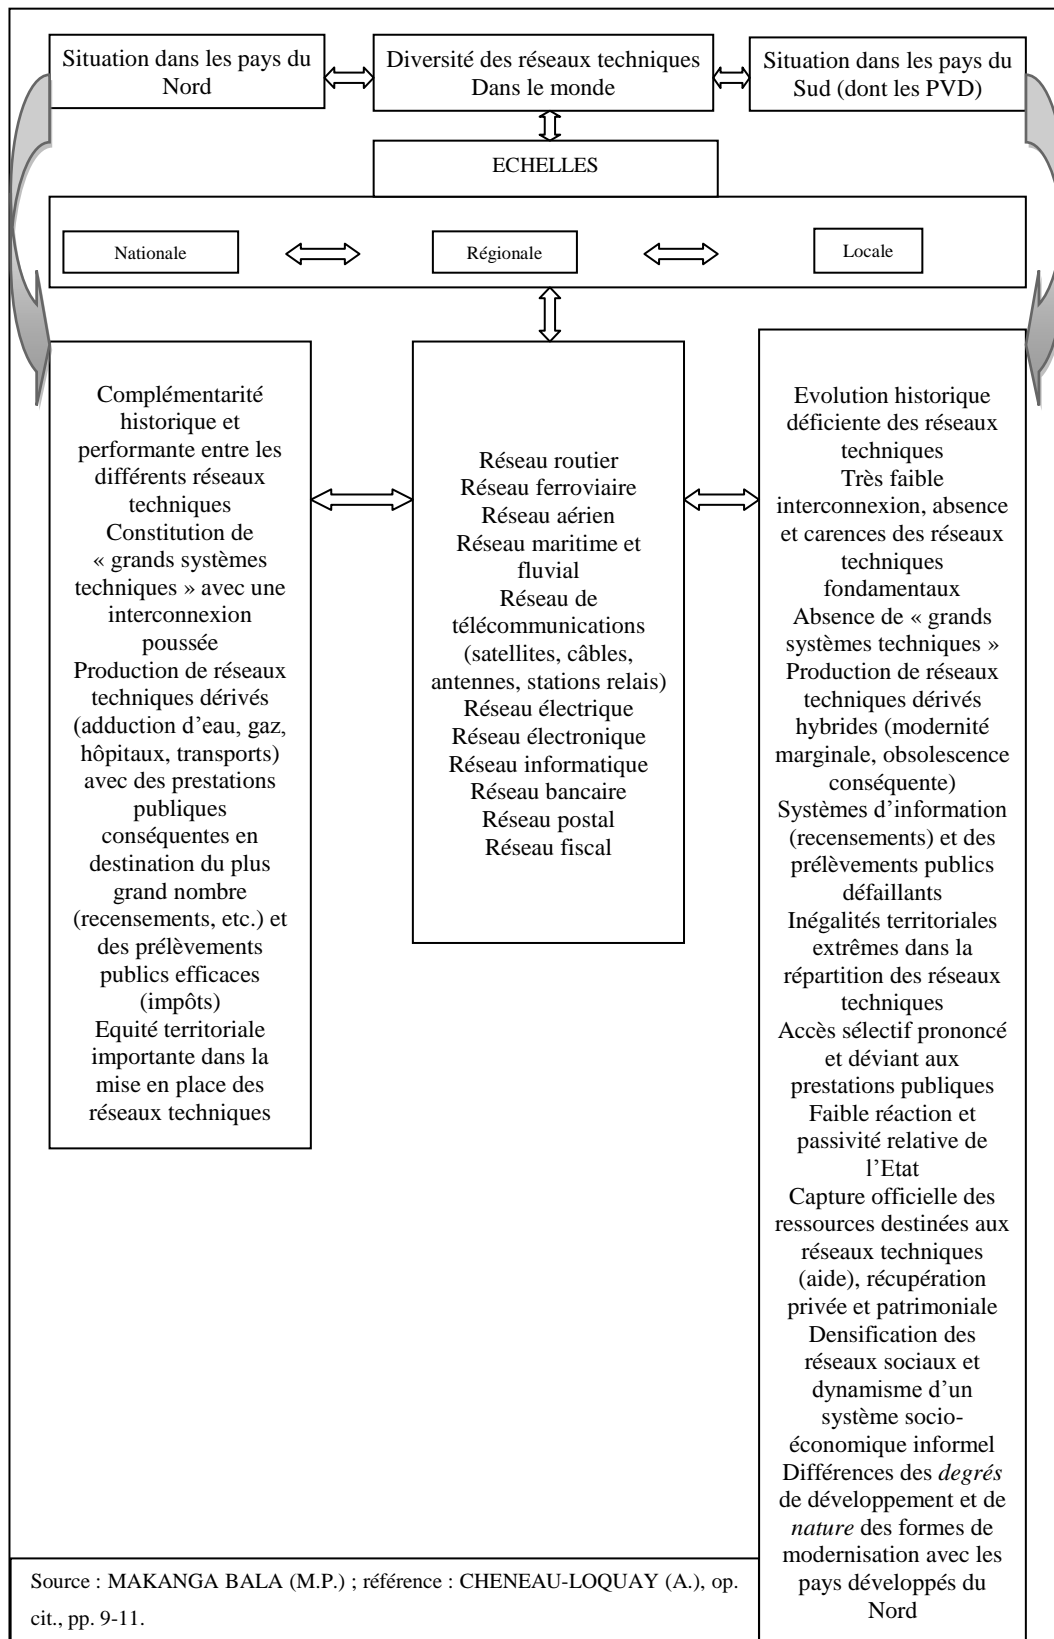 Situation dans les pays du
Nord
Diversité des réseaux techniques
Dans le monde
Situation dans les pays du
Sud (dont les PVD)
ECHELLES
Nationale
Régionale
Locale
Complémentarité
historique et
performante entre les
différents réseaux
techniques
Constitution de
« grands systèmes
techniques » avec une
interconnexion
poussée
Production de réseaux
techniques dérivés
(adduction d’eau, gaz,
hôpitaux, transports)
avec des prestations
publiques
conséquentes en
destination du plus
grand nombre
(recensements, etc.) et
des prélèvements
publics efficaces
(impôts)
Equité territoriale
importante dans la
mise en place des
réseaux techniques
Réseau routier
Réseau ferroviaire
Réseau aérien
Réseau maritime et
fluvial
Réseau de
télécommunications
(satellites, câbles,
antennes, stations relais)
Réseau électrique
Réseau électronique
Réseau informatique
Réseau bancaire
Réseau postal
Réseau fiscal
Evolution historique
déficiente des réseaux
techniques
Très faible
interconnexion, absence
et carences des réseaux
techniques
fondamentaux
Absence de « grands
systèmes techniques »
Production de réseaux
techniques dérivés
hybrides (modernité
marginale, obsolescence
conséquente)
Systèmes d’information
(recensements) et des
prélèvements publics
défaillants
Inégalités territoriales
extrêmes dans la
répartition des réseaux
techniques
Accès sélectif prononcé
et déviant aux
prestations publiques
Faible réaction et
passivité relative de
l’Etat
Capture officielle des
ressources destinées aux
réseaux techniques
(aide), récupération
privée et patrimoniale
Densification des
réseaux sociaux et
dynamisme d’un
système socio-
économique informel
Différences des degrés
de développement et de
nature des formes de
modernisation avec les
pays développés du
Nord
Source : MAKANGA BALA (M.P.) ; référence : CHENEAU-LOQUAY (A.), op.
cit., pp. 9-11.